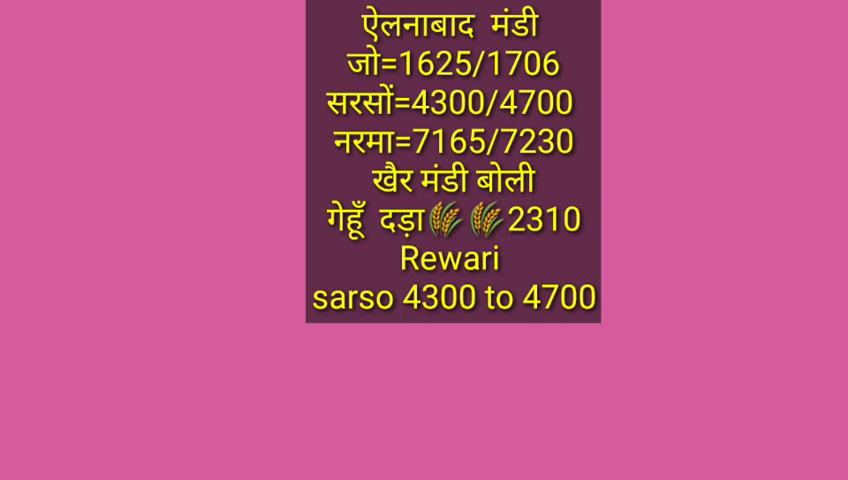 ऐलनाबाद मंडी
जो=1625/1706
सरसों=4300/4700
नरमा=7165/7230
खैर मंडी बोली
गेहूँ दड़ा🌾🌾2310
Rewari
sarso 4300 to 4700